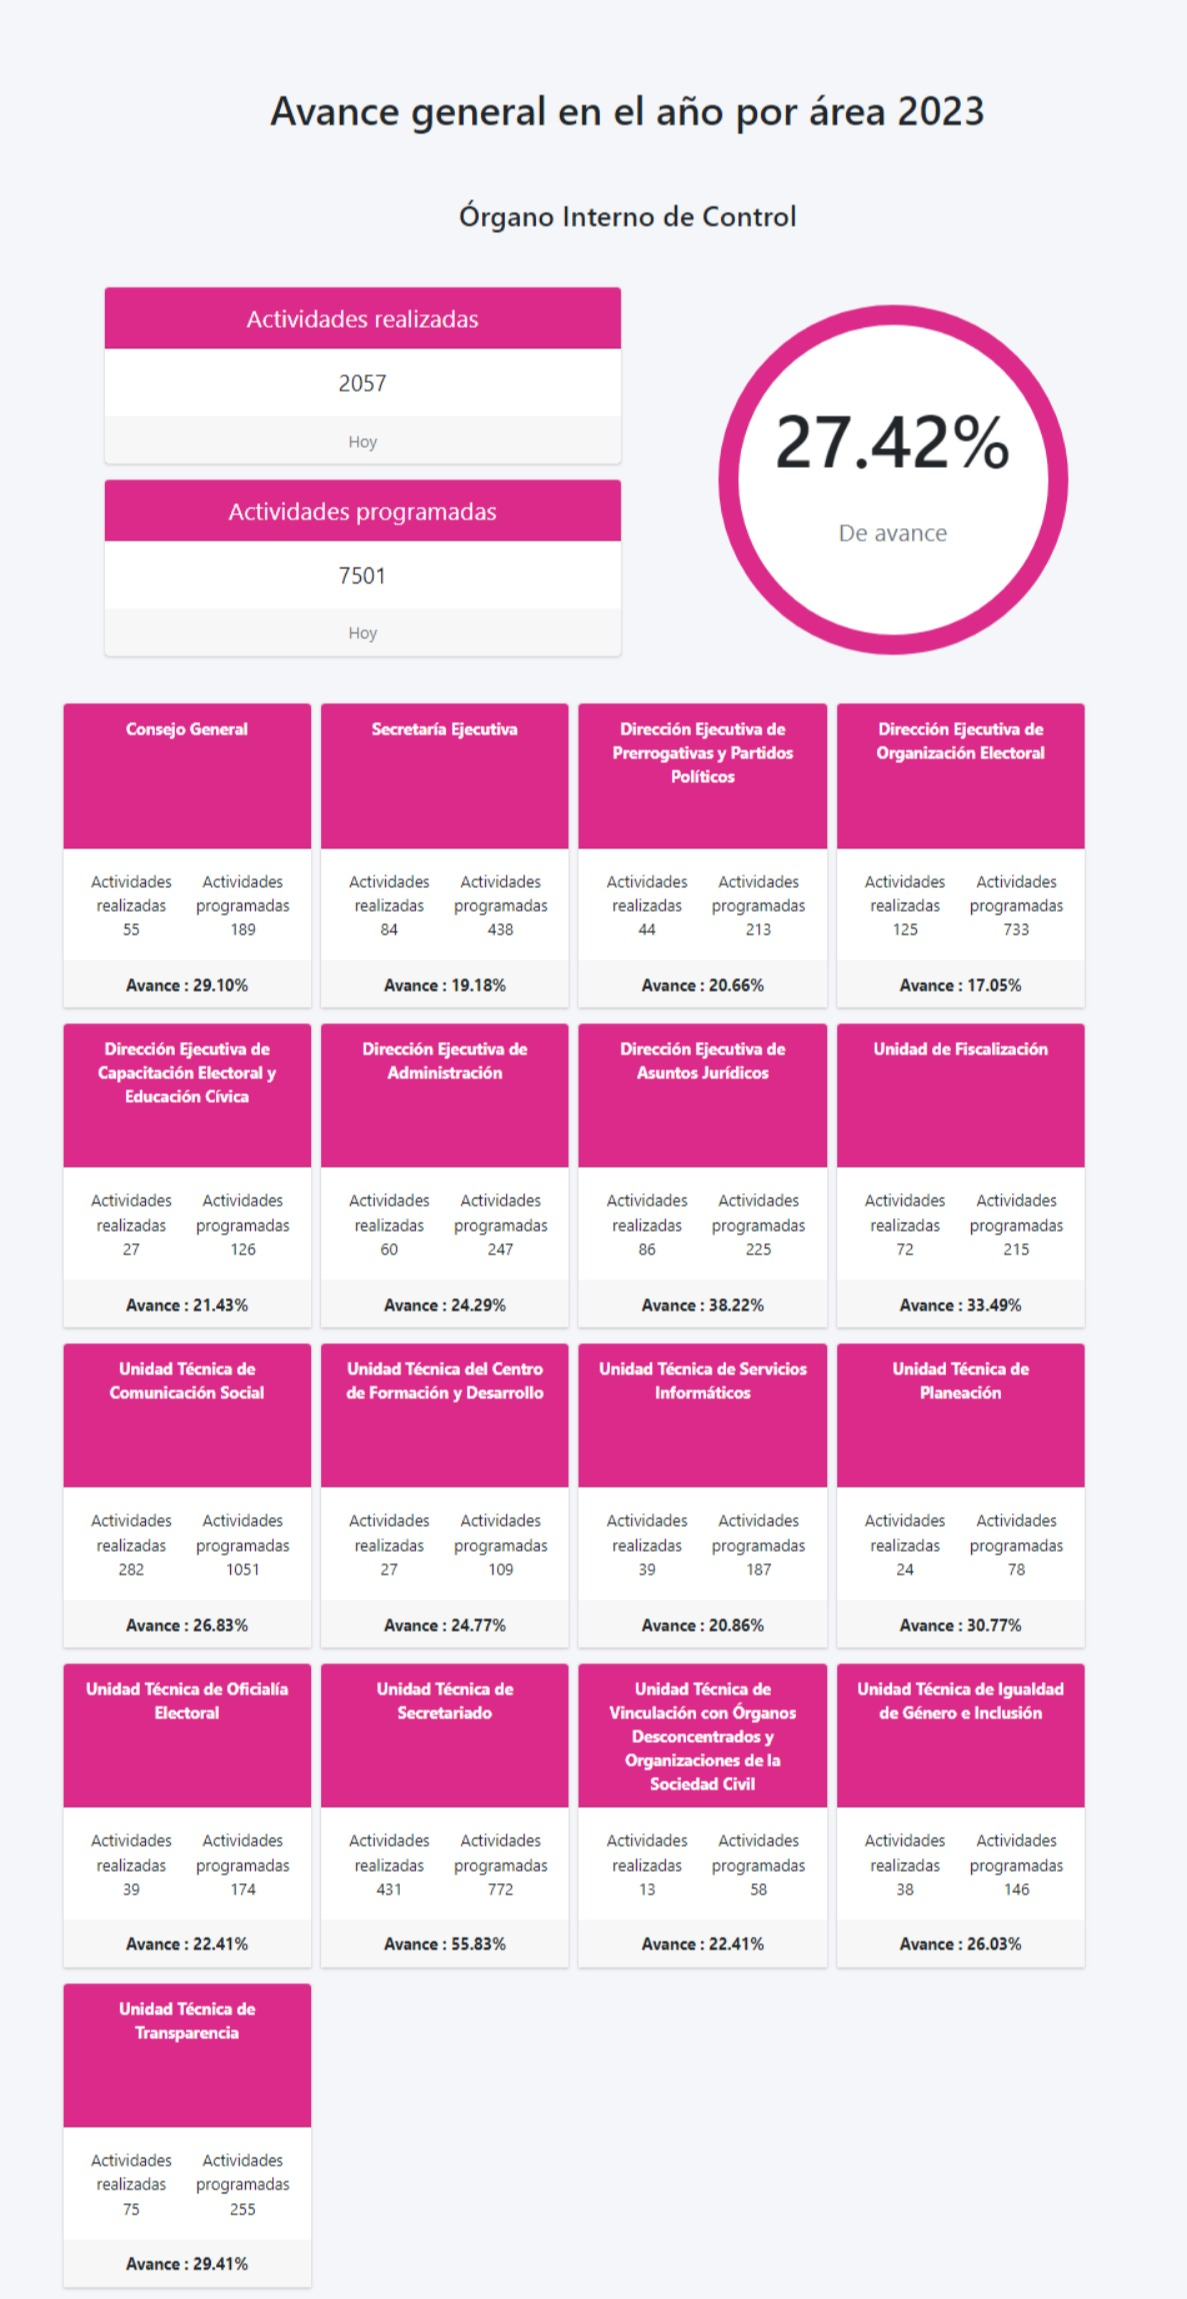 Avance general en el año por área 2023
Órgano Interno de Control
Actividades realizadas
2057
Hoy
Actividades programadas
7501
Hoy
27.42%
De avance
Consejo General
Actividades realizadas
55
Actividades programadas
189
Avance : 29.10%
Secretaría Ejecutiva
Actividades realizadas
84
Actividades programadas
438
Avance : 19.18%
Dirección Ejecutiva de
Prerrogativas y Partidos
Políticos
Actividades realizadas
44
Actividades programadas
213
Avance : 20.66%
Dirección Ejecutiva de
Organización Electoral
Actividades realizadas
125
Actividades programadas
733
Avance : 17.05%
Dirección Ejecutiva de
Capacitación Electoral y
Educación Cívica
Actividades realizadas
27
Actividades programadas
126
Avance : 21.43%
Dirección Ejecutiva de
Administración
Actividades realizadas
60
Actividades programadas
247
Avance : 24.29%
Dirección Ejecutiva de
Asuntos Jurídicos
Actividades realizadas
86
Actividades programadas
225
Avance : 38.22%
Unidad de Fiscalización
Actividades realizadas
72
Actividades programadas
215
Avance : 33.49%
Unidad Técnica de
Comunicación Social
Actividades realizadas
282
Actividades programadas
1051
Avance : 26.83%
Unidad Técnica del Centro
de Formación y Desarrollo
Actividades realizadas
27
Actividades programadas
109
Avance : 24.77%
Unidad Técnica de Servicios
Informáticos
Actividades realizadas
39
Actividades programadas
187
Avance : 20.86%
Unidad Técnica de
Planeación
Actividades realizadas
24
Actividades programadas
78
Avance : 30.77%
Unidad Técnica de Oficialía
Electoral
Actividades realizadas
39
Actividades programadas
174
Avance : 22.41%
Unidad Técnica de
Secretariado
Actividades realizadas
431
Actividades programadas
772
Avance : 55.83%
Unidad Técnica de
Vinculación con Órganos
Desconcentrados y
Organizaciones de la
Sociedad Civil
Actividades realizadas
13
Actividades programadas
58
Avance : 22.41%
Unidad Técnica de Igualdad
de Género e Inclusión
Actividades realizadas
38
Actividades programadas
146
Avance : 26.03%
Unidad Técnica de
Transparencia
Actividades realizadas
75
Actividades programadas
255
Avance : 29.41%